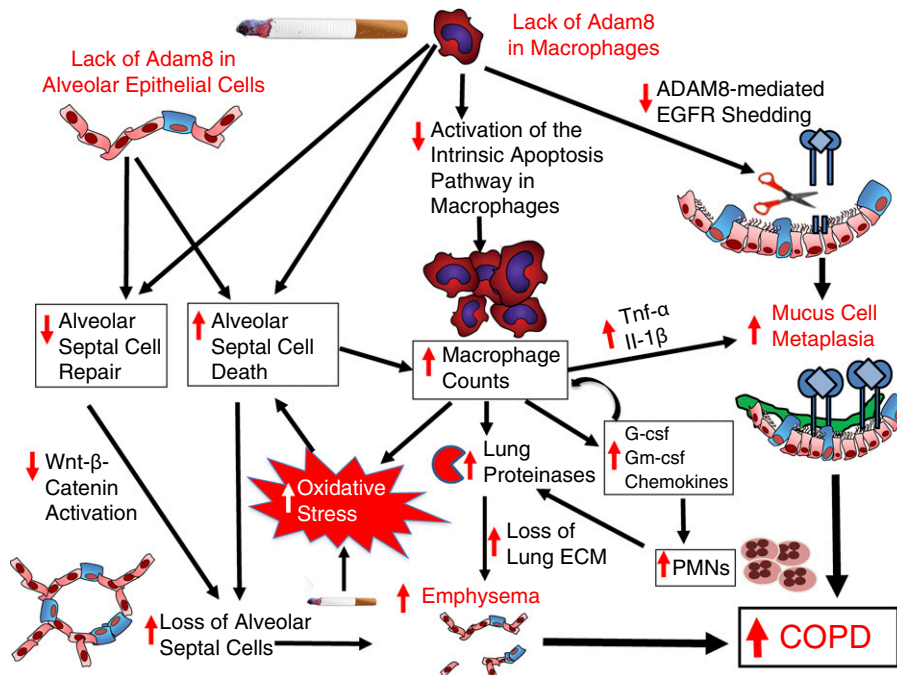 Lack of Adam8 in
Alveolar Epithelial Cells
Lack of Adam8
in Macrophages
ADAM8-mediated
EGFR Shedding
Activation of the
Intrinsic Apoptosis
Pathway in
Macrophages
Alveolar
Septal Cell
Repair
Alveolar
Septal Cell
Death
Macrophage
Counts
Tnf-α
Il-1β
Mucus Cell
Metaplasia
Wnt-β-
Catenin
Activation
Oxidative
Stress
Lung
Proteinases
G-csf
Gm-csf
Chemokines
Loss of
Lung ECM
PMNs
Loss of Alveolar
Septal Cells
Emphysema
COPD